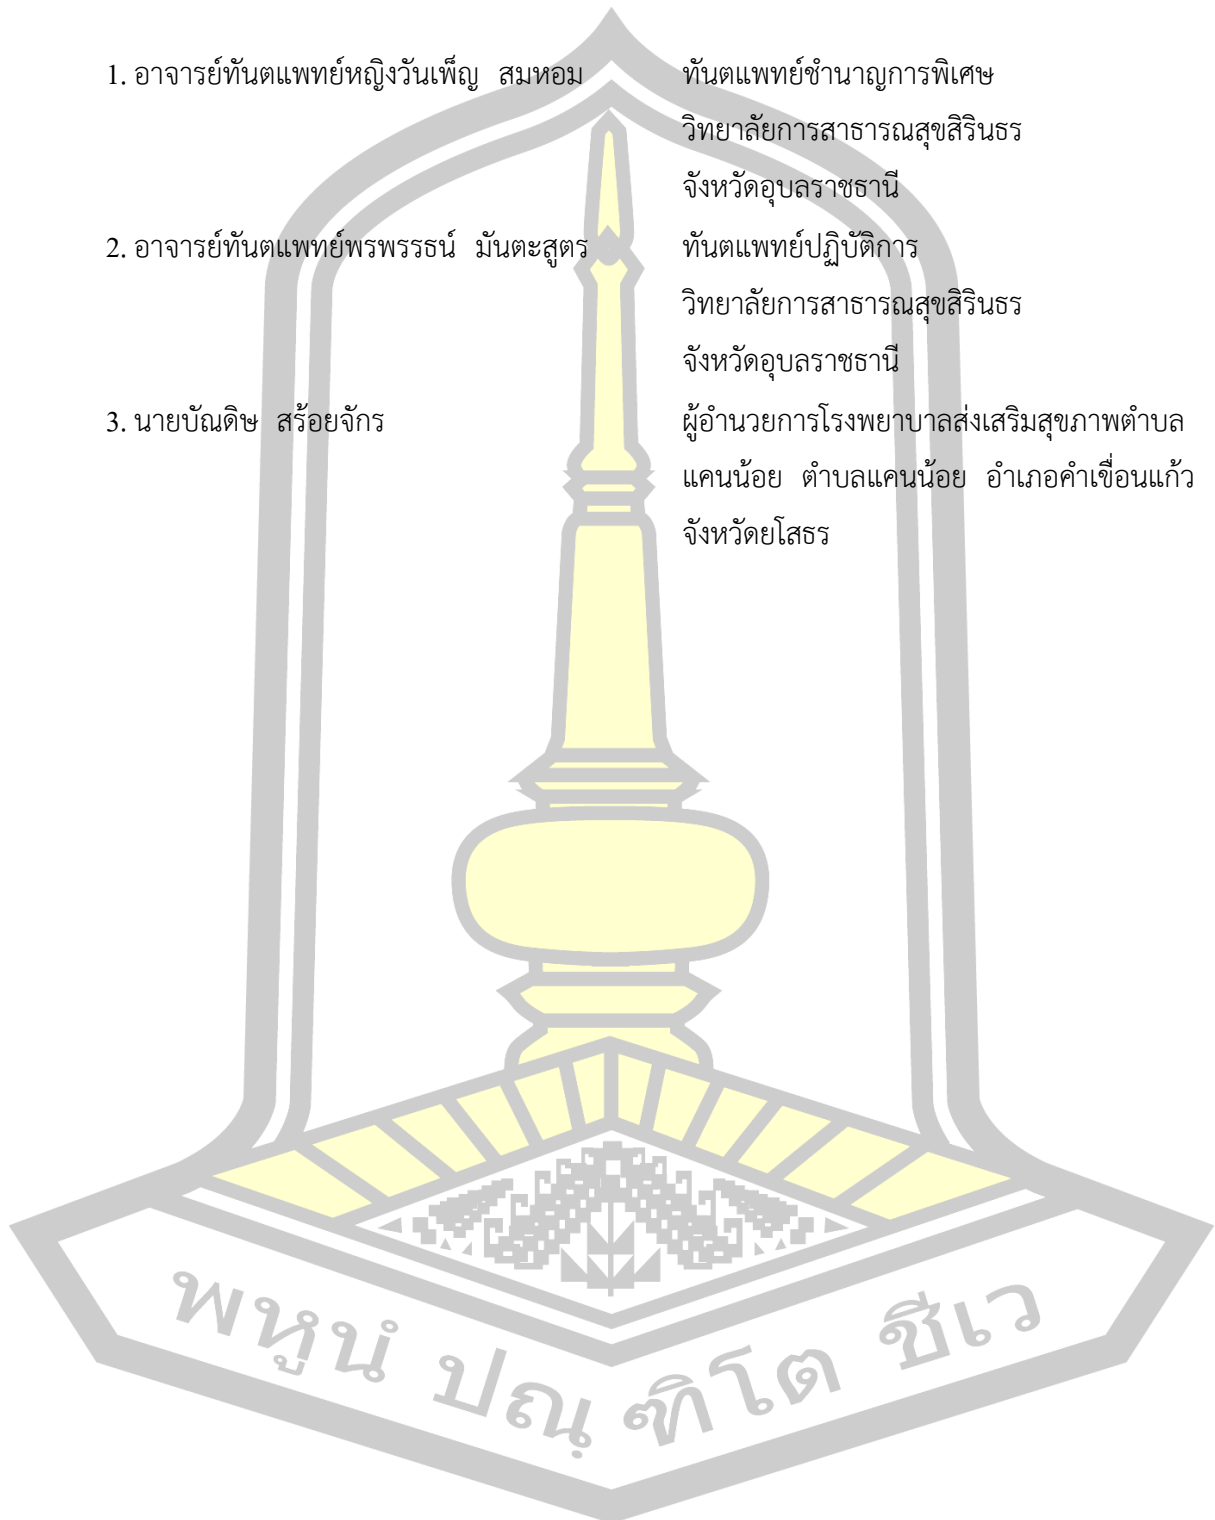 1. อาจารย์ทันตแพทย์หญิงวันเพ็ญ สมหอม ทันตแพทย์ชำนาญการพิเศษ
วิทยาลัยการสาธารณสุขสิรินธร
จังหวัดอุบลราชธานี
2. อาจารย์ทันตแพทย์พรพรรธน์ มันตะสูตร ทันตแพทย์ปฏิบัติการ
วิทยาลัยการสาธารณสุขสิรินธร
จังหวัดอุบลราชธานี
3. นายบัณดิษ สร้อยจักร ผู้อำนวยการโรงพยาบาลส่งเสริมสุขภาพตำบล
แคนน้อย ตำบลแคนน้อย อำเภอคำเขื่อนแก้ว
จังหวัดยโสธร
พหูนํ ปณฺ ฑิโต ชีเว